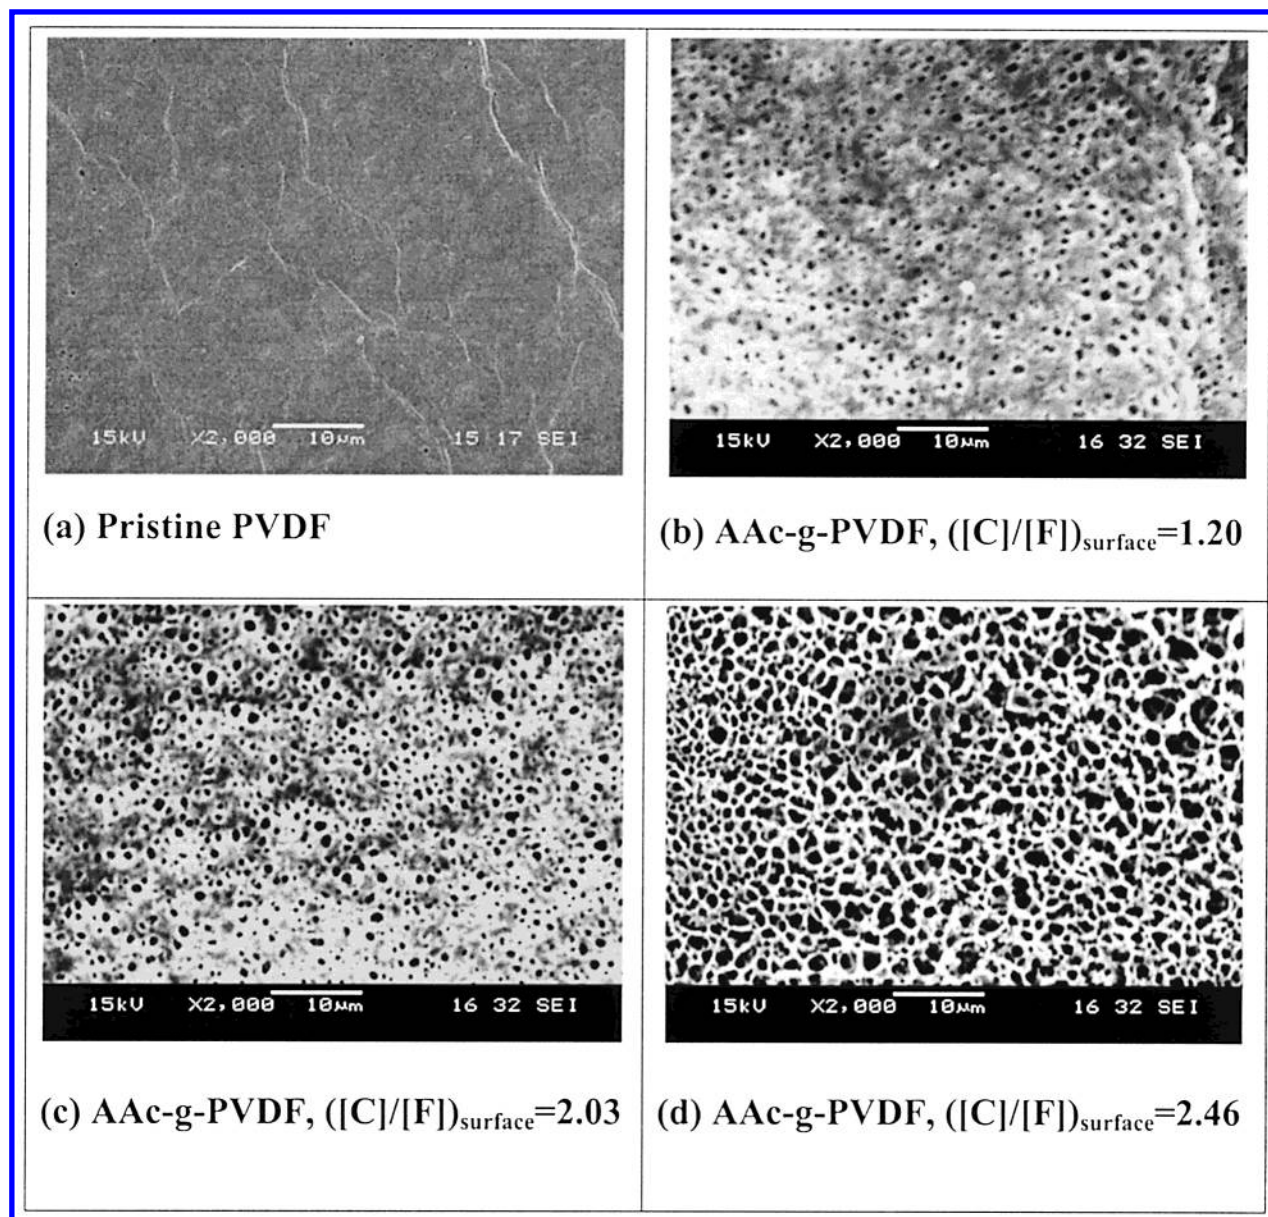 15kV X2,000 10μm 15 17 SEI
(a) Pristine PVDF
15kV X2,000 10μm 16 32 SEI
(b) AAc-g-PVDF, ([C]/[F])surface=1.20
15kV X2,000 10μm 16 32 SEI
(c) AAc-g-PVDF, ([C]/[F])surface=2.03
15kV X2,000 10μm 16 32 SEI
(d) AAc-g-PVDF, ([C]/[F])surface=2.46